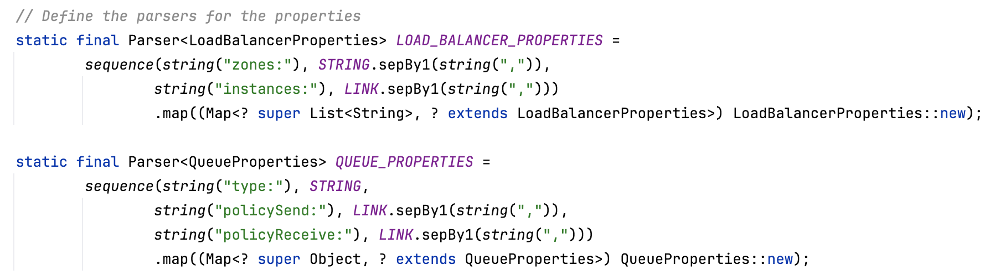 // Define the parsers for the properties
static final Parser<LoadBalancerProperties> LOAD_BALANCER_PROPERTIES =
sequence(string("zones:"), STRING.sepBy1(string(",")),
string("instances:"), LINK.sepBy1(string(",")))
.map((Map<? super List<String>, ? extends LoadBalancerProperties>) LoadBalancerProperties::new);
static final Parser<QueueProperties> QUEUE_PROPERTIES =
sequence(string("type:"), STRING,
string("policySend:"), LINK.sepBy1(string(",")),
string("policyReceive:"), LINK.sepBy1(string(",")))
.map((Map<? super Object, ? extends QueueProperties>) QueueProperties::new);